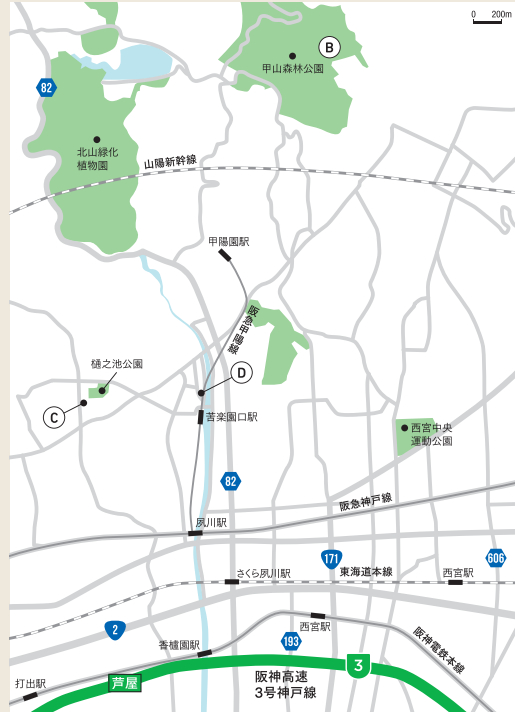 0 200m
B
甲山森林公園
82
北山緑化
植物園
山陽新幹線
甲陽園駅
阪急甲陽線
樋之池公園
D
C
苦楽園口駅
西宮中央
運動公園
82
阪急神戸線
夙川駅
171
606
さくら夙川駅
東海道本線
西宮駅
2
193
西宮駅
阪神電鉄本線
香櫨園駅
3
打出駅
芦屋
阪神高速
3号神戸線